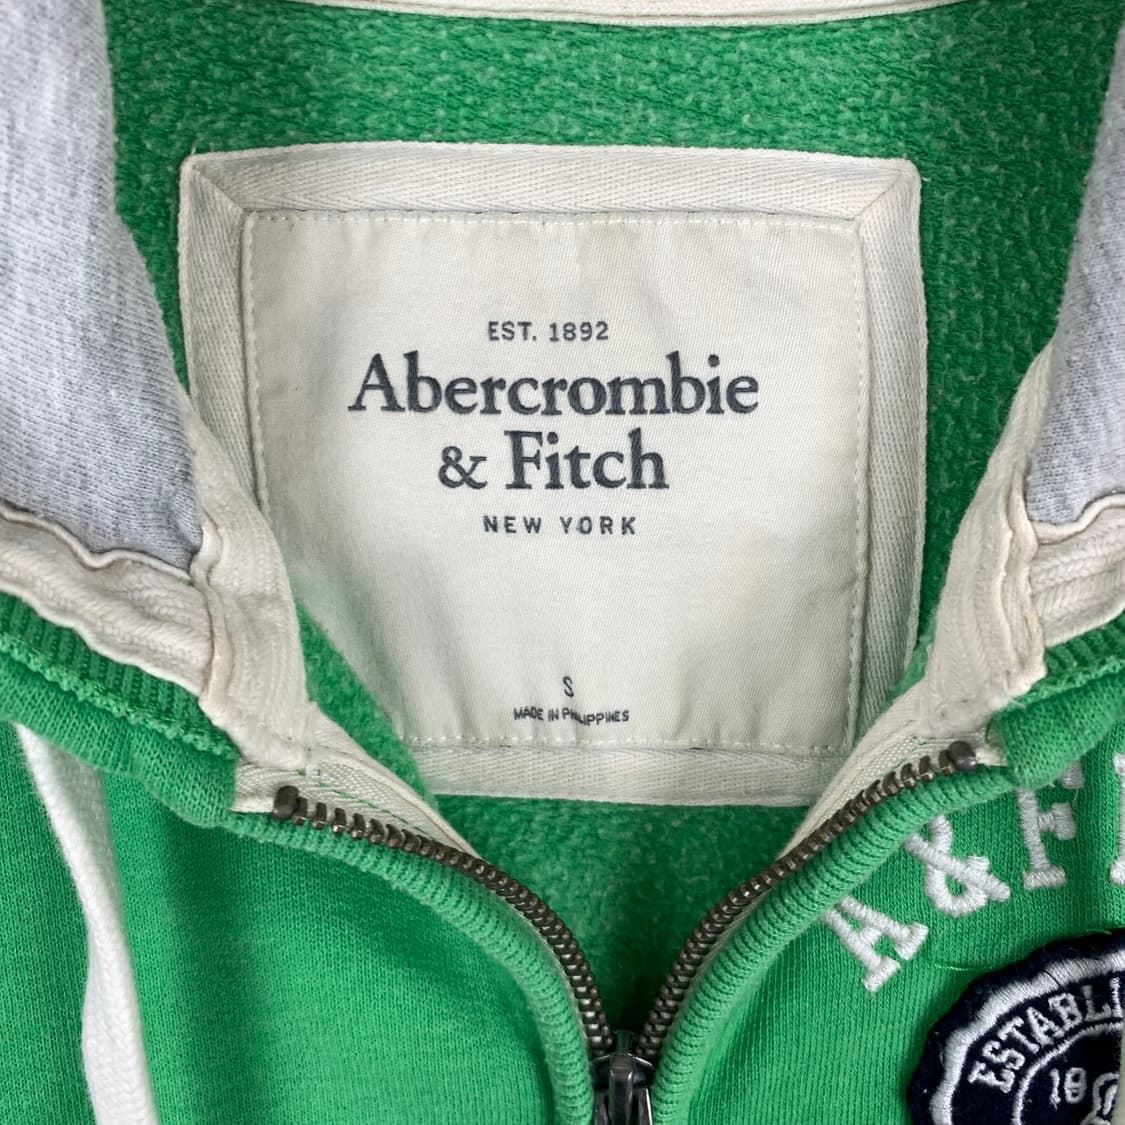 EST. 1892
Abercrombie
& Fitch
NEW YORK
S
MADE IN PHILIPPINES
A & F